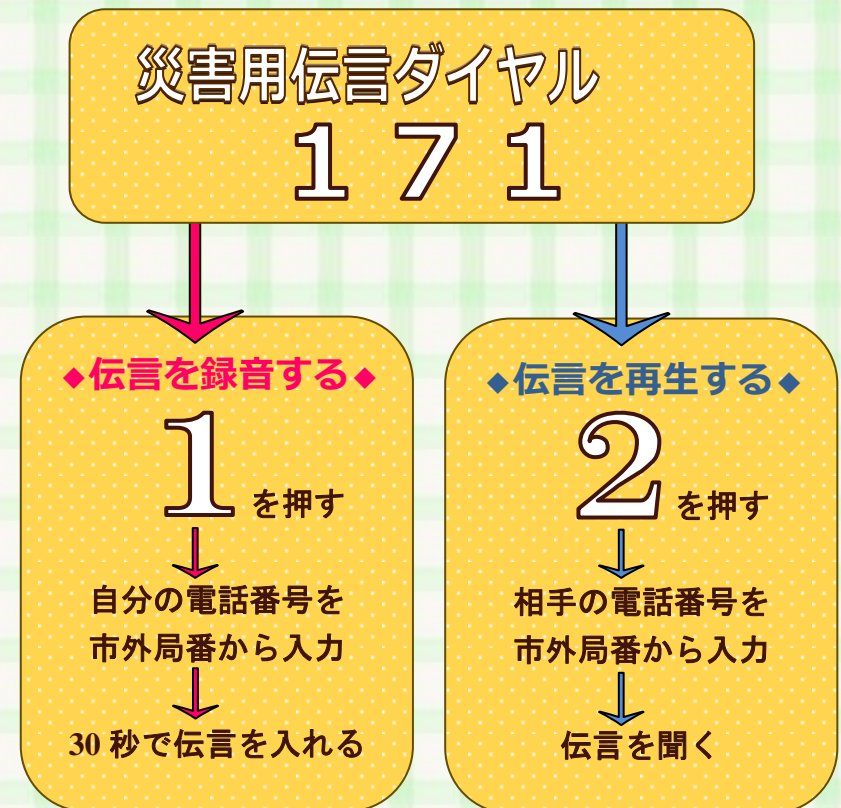 災害用伝言ダイヤル
１７１
◆伝言を録音する◆
1を押す
自分の電話番号を
市外局番から入力
30秒で伝言を入れる
◆伝言を再生する◆
2を押す
相手の電話番号を
市外局番から入力
伝言を聞く